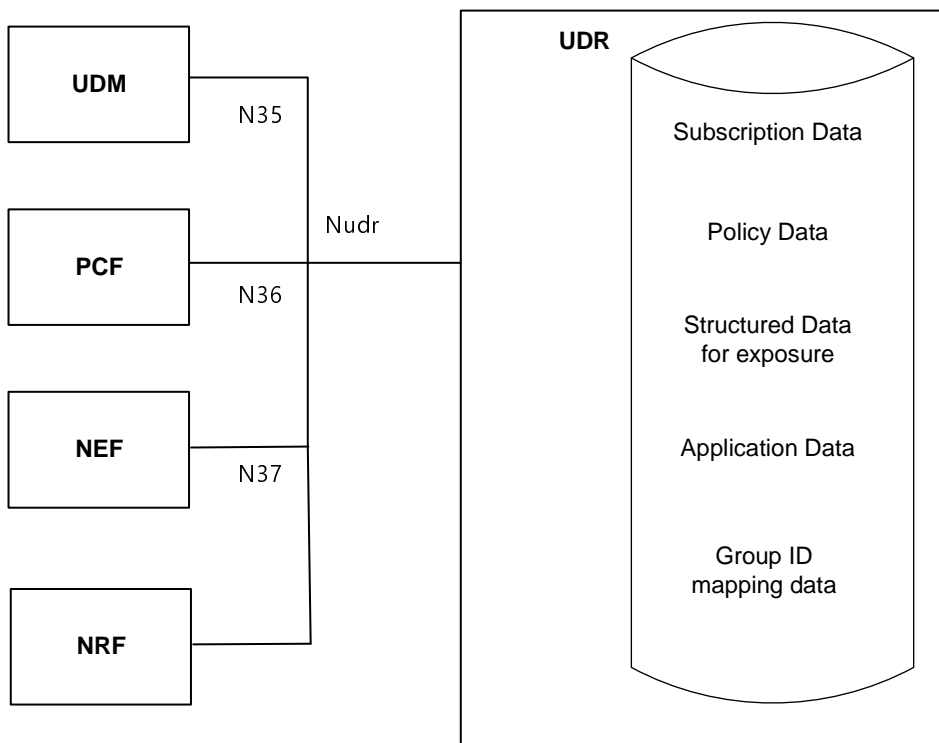 UDM
N35
PCF
N36
Nudr
NEF
N37
NRF
UDR
Subscription Data
Policy Data
Structured Data
for exposure
Application Data
Group ID
mapping data